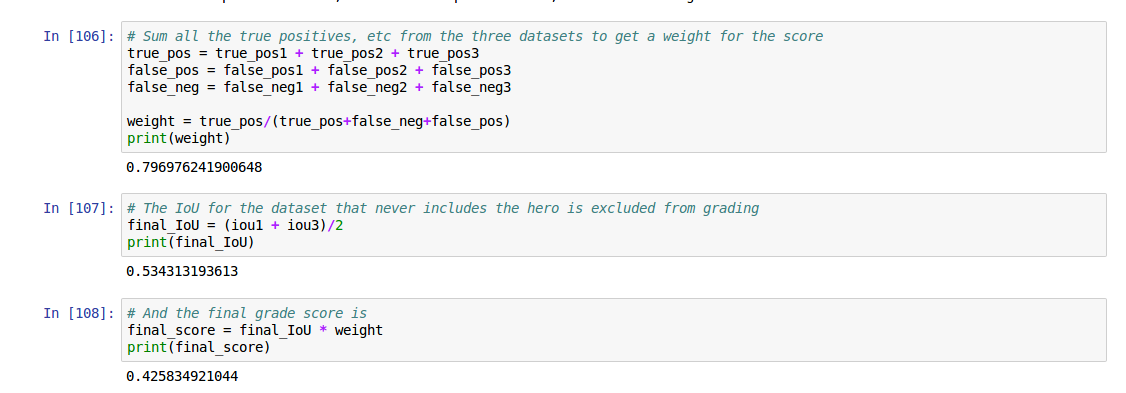 In [106]: # Sum all the true positives, etc from the three datasets to get a weight for the score
true_pos = true_pos1 + true_pos2 + true_pos3
false_pos = false_pos1 + false_pos2 + false_pos3
false_neg = false_neg1 + false_neg2 + false_neg3
weight = true_pos/(true_pos+false_neg+false_pos)
print(weight)
0.796976241900648
In [107]: # The IoU for the dataset that never includes the hero is excluded from grading
final_IoU = (iou1 + iou3)/2
print(final_IoU)
0.534313193613
In [108]: # And the final grade score is
final_score = final_IoU * weight
print(final_score)
0.425834921044